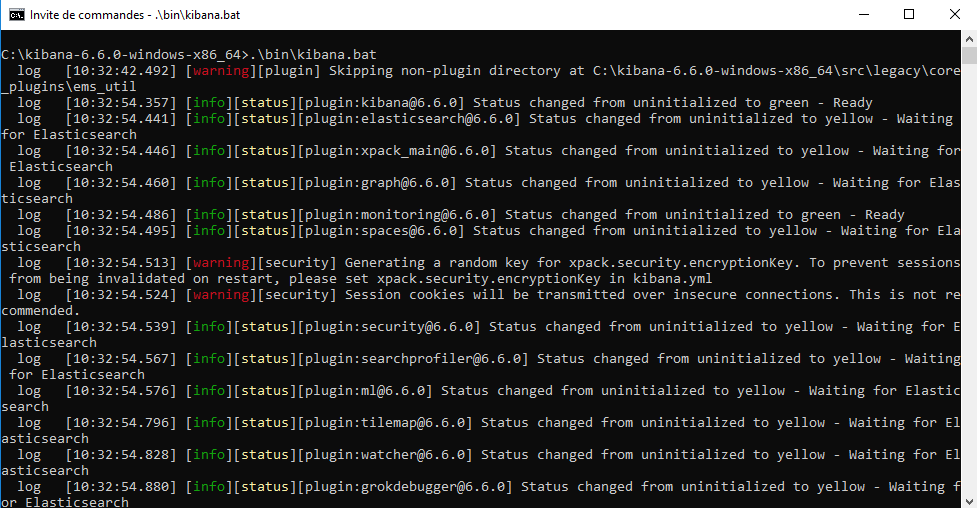 Invite de commandes - .\bin\kibana.bat
C:\kibana-6.6.0-windows-x86_64>.\bin\kibana.bat
log [10:32:42.492] [warning][plugin] Skipping non-plugin directory at C:\kibana-6.6.0-windows-x86_64\src\legacy\core
_plugins\ems_util
log [10:32:54.357] [info][status][plugin:kibana@6.6.0] Status changed from uninitialized to green - Ready
log [10:32:54.441] [info][status][plugin:elasticsearch@6.6.0] Status changed from uninitialized to yellow - Waiting
for Elasticsearch
log [10:32:54.446] [info][status][plugin:xpack_main@6.6.0] Status changed from uninitialized to yellow - Waiting for
Elasticsearch
log [10:32:54.460] [info][status][plugin:graph@6.6.0] Status changed from uninitialized to yellow - Waiting for Elas
ticsearch
log [10:32:54.486] [info][status][plugin:monitoring@6.6.0] Status changed from uninitialized to green - Ready
log [10:32:54.495] [info][status][plugin:spaces@6.6.0] Status changed from uninitialized to yellow - Waiting for Ela
sticsearch
log [10:32:54.513] [warning][security] Generating a random key for xpack.security.encryptionKey. To prevent sessions
from being invalidated on restart, please set xpack.security.encryptionKey in kibana.yml
log [10:32:54.524] [warning][security] Session cookies will be transmitted over insecure connections. This is not re
commended.
log [10:32:54.539] [info][status][plugin:security@6.6.0] Status changed from uninitialized to yellow - Waiting for E
lasticsearch
log [10:32:54.567] [info][status][plugin:searchprofiler@6.6.0] Status changed from uninitialized to yellow - Waiting
for Elasticsearch
log [10:32:54.576] [info][status][plugin:ml@6.6.0] Status changed from uninitialized to yellow - Waiting for Elastic
search
log [10:32:54.796] [info][status][plugin:tilemap@6.6.0] Status changed from uninitialized to yellow - Waiting for El
asticsearch
log [10:32:54.828] [info][status][plugin:watcher@6.6.0] Status changed from uninitialized to yellow - Waiting for El
asticsearch
log [10:32:54.880] [info][status][plugin:grokdebugger@6.6.0] Status changed from uninitialized to yellow - Waiting f
or Elasticsearch